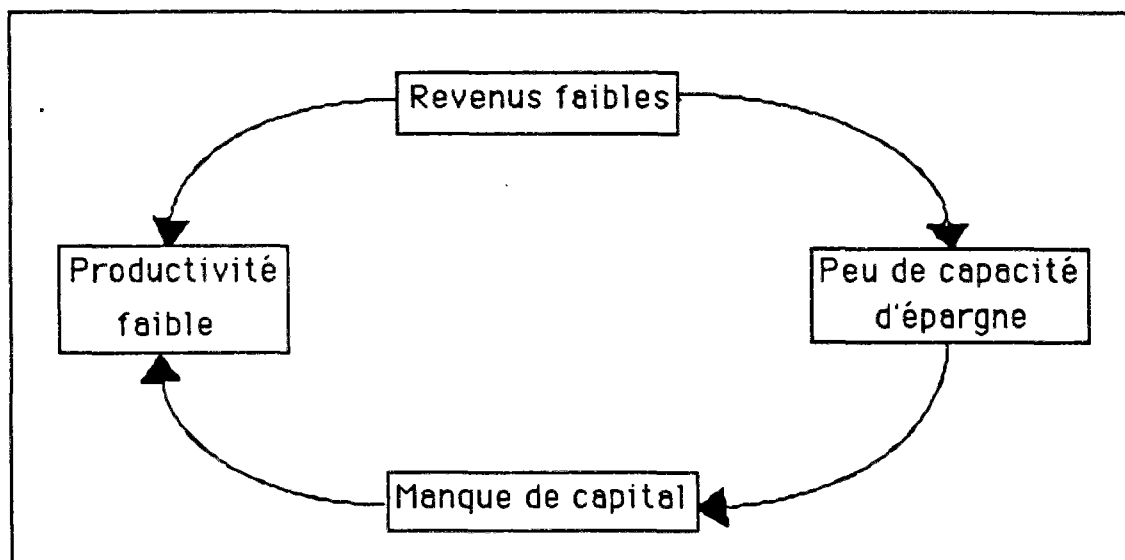 Revenus faibles
Productivité
faible
Peu de capacité
d'épargne
Manque de capital